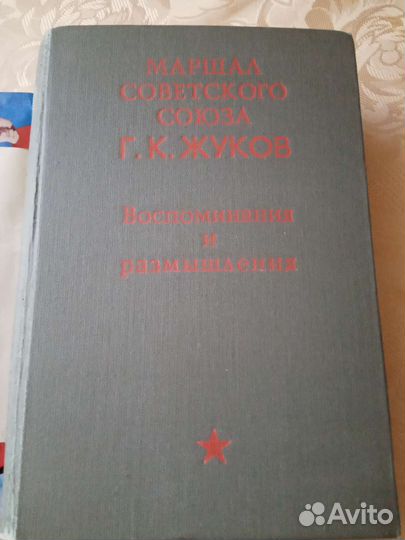 МАРШАЛ
СОВЕТСКОГО
СОЮЗА
Г. К. ЖУКОВ
Воспоминания
и
размышления
Avito